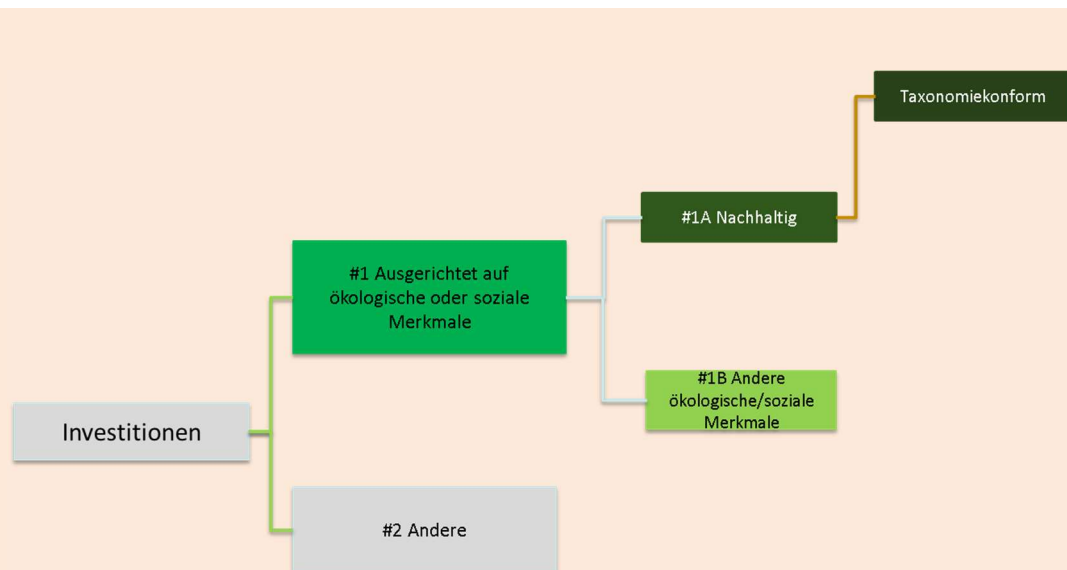 Taxonomiekonform
#1A Nachhaltig
#1 Ausgerichtet auf
ökologische oder soziale
Merkmale
#1B Andere
ökologische/soziale
Merkmale
Investitionen
#2 Andere